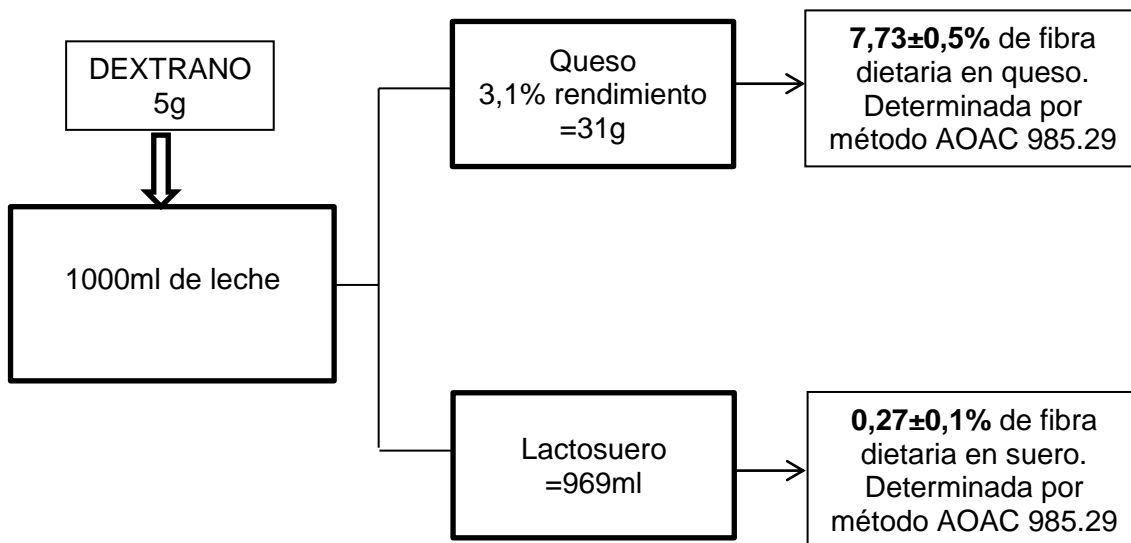 DEXTRANO
5g
1000ml de leche
Queso
3,1% rendimiento
=31g
7,73±0,5% de fibra
dietaria en queso.
Determinada por
método AOAC 985.29
Lactosuero
=969ml
0,27±0,1% de fibra
dietaria en suero.
Determinada por
método AOAC 985.29